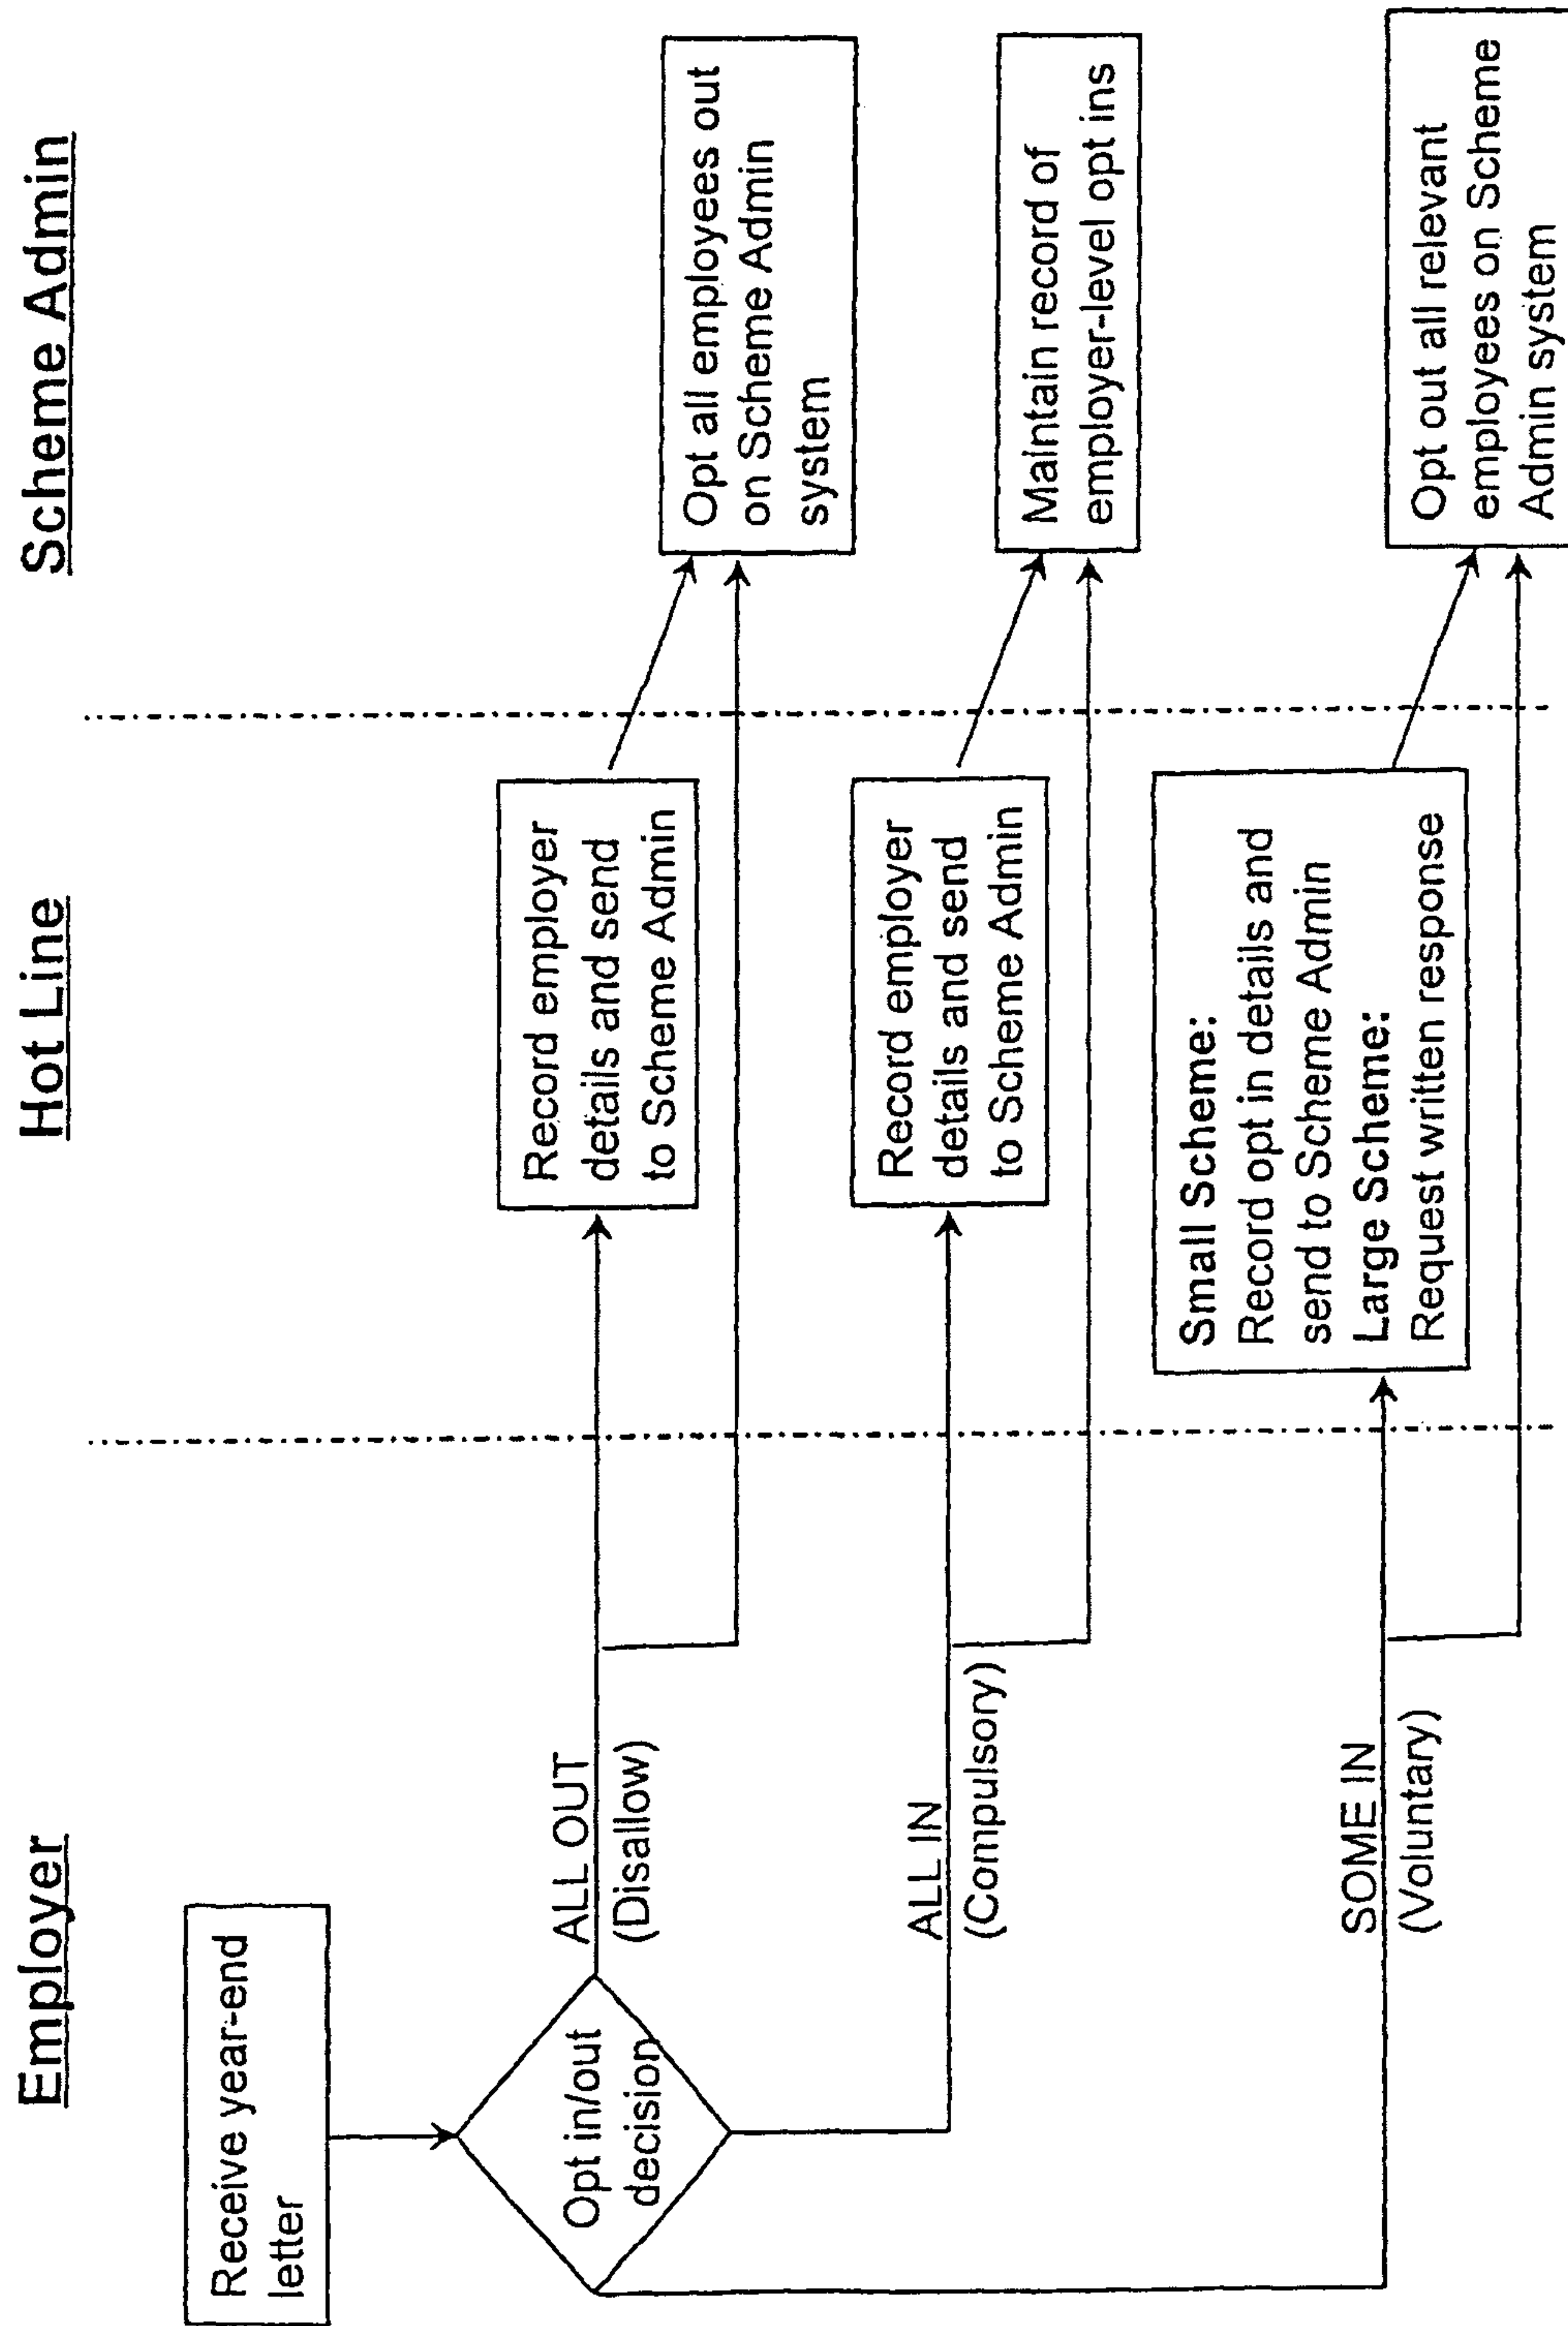 Employer
Hot Line
Scheme Admin
Receive year-end
letter
Opt in/out
decision
ALL OUT
(Disallow)
Record employer
details and send
to Scheme Admin
Opt all employees out
on Scheme Admin
system
ALL IN
(Compulsory)
Record employer
details and send
to Scheme Admin
Maintain record of
employer-level opt ins
SOME IN
(Voluntary)
Small Scheme:
Record opt in details and
send to Scheme Admin
Large Scheme:
Request written response
Opt out all relevant
employees on Scheme
Admin system